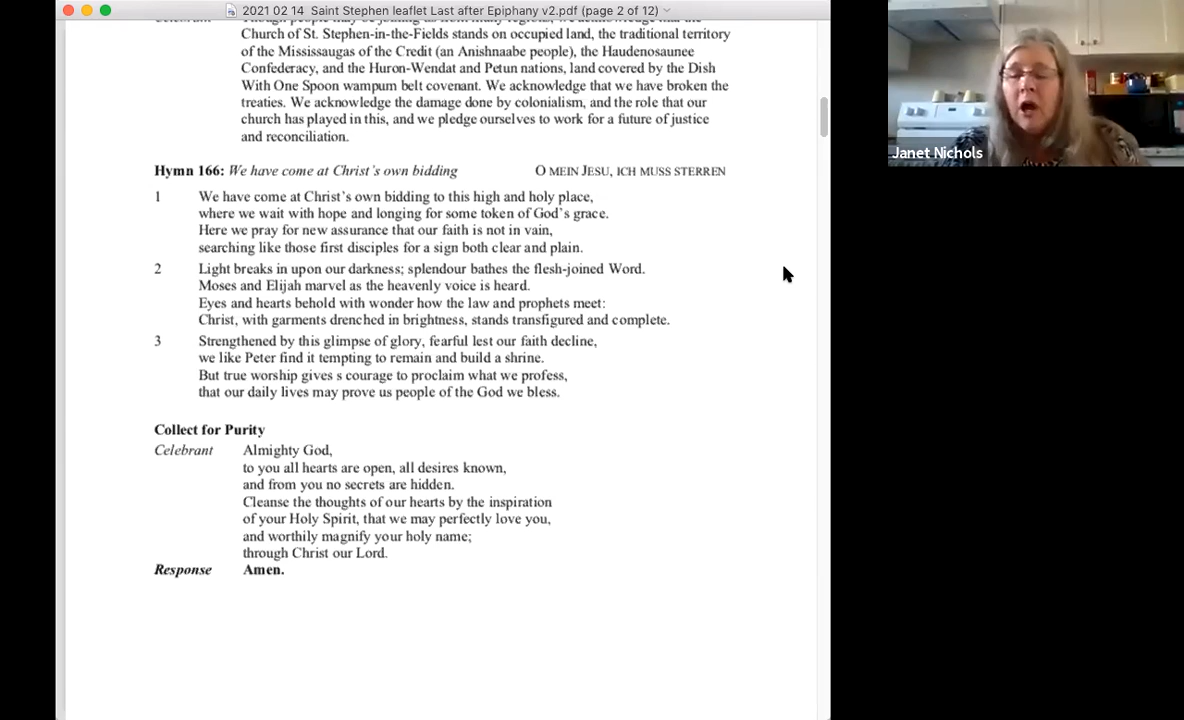 2021 02 14 Saint Stephen leaflet Last after Epiphany v2.pdf (page 2 of 12)
Church of St. Stephen-in-the-Fields stands on occupied land, the traditional territory
of the Mississaugas of the Credit (an Anishnaabe people), the Haudenosaunee
Confederacy, and the Huron-Wendat and Petun nations, land covered by the Dish
With One Spoon wampum belt covenant. We acknowledge that we have broken the
treaties. We acknowledge the damage done by colonialism, and the role that our
church has played in this, and we pledge ourselves to work for a future of justice
and reconciliation.
Janet Nichols
Hymn 166: We have come at Christ's own bidding O MEIN JESU, ICH MUSS STERREN
1 We have come at Christ's own bidding to this high and holy place,
where we wait with hope and longing for some token of God's grace.
Here we pray for new assurance that our faith is not in vain,
searching like those first disciples for a sign both clear and plain.
2 Light breaks in upon our darkness; splendour bathes the flesh-joined Word.
Moses and Elijah marvel as the heavenly voice is heard.
Eyes and hearts behold with wonder how the law and prophets meet:
Christ, with garments drenched in brightness, stands transfigured and complete.
3 Strengthened by this glimpse of glory, fearful lest our faith decline,
we like Peter find it tempting to remain and build a shrine.
But true worship gives s courage to proclaim what we profess,
that our daily lives may prove us people of the God we bless.
Collect for Purity
Celebrant Almighty God,
to you all hearts are open, all desires known,
and from you no secrets are hidden.
Cleanse the thoughts of our hearts by the inspiration
of your Holy Spirit, that we may perfectly love you,
and worthily magnify your holy name;
through Christ our Lord.
Response Amen.